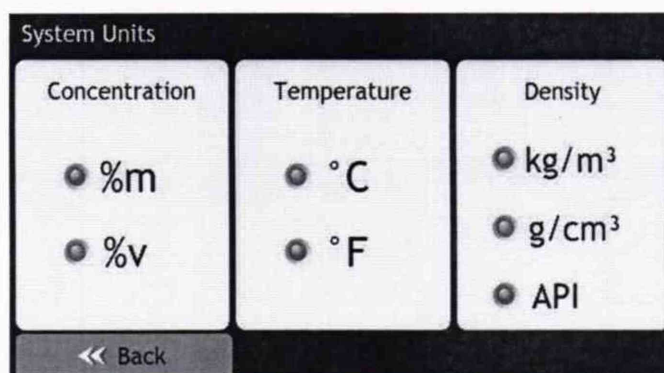 System Units
Concentration
%m
%v
Temperature
°C
°F
Density
kg/m³
g/cm³
API
Back